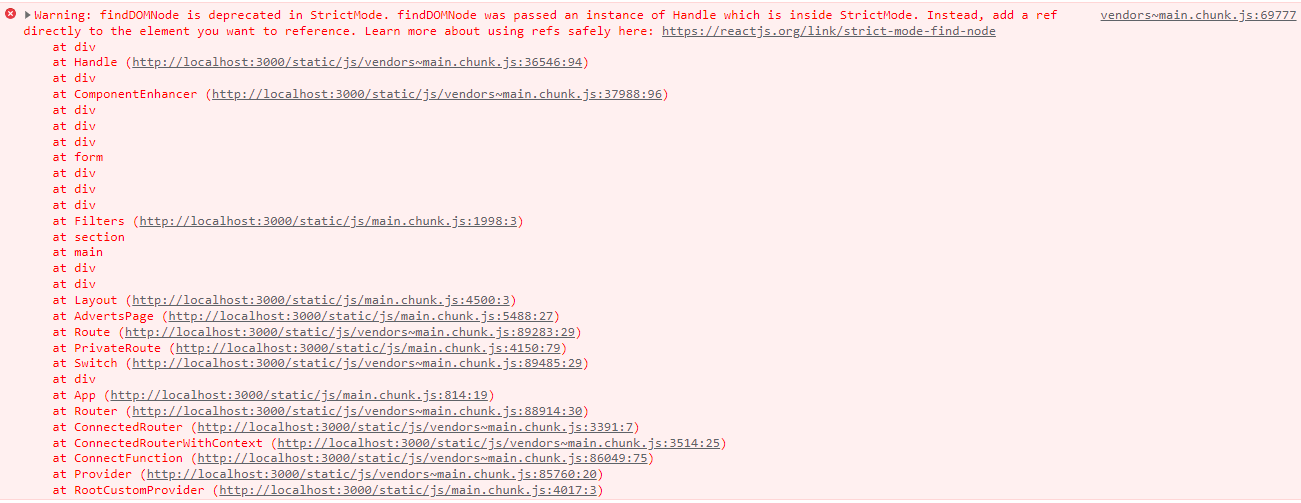 Warning: findDOMNode is deprecated in StrictMode. findDOMNode was passed an instance of Handle which is inside StrictMode. Instead, add a ref vendors~main.chunk.js:69777
directly to the element you want to reference. Learn more about using refs safely here: https://reactjs.org/link/strict-mode-find-node
at div
at Handle (http://localhost:3000/static/js/vendors~main.chunk.js:36546:94)
at div
at ComponentEnhancer (http://localhost:3000/static/js/vendors~main.chunk.js:37988:96)
at div
at div
at div
at form
at div
at div
at div
at Filters (http://localhost:3000/static/js/main.chunk.js:1998:3)
at section
at main
at div
at div
at Layout (http://localhost:3000/static/js/main.chunk.js:4500:3)
at AdvertsPage (http://localhost:3000/static/js/main.chunk.js:5488:27)
at Route (http://localhost:3000/static/js/vendors~main.chunk.js:89283:29)
at PrivateRoute (http://localhost:3000/static/js/main.chunk.js:4150:79)
at Switch (http://localhost:3000/static/js/vendors~main.chunk.js:89485:29)
at div
at App (http://localhost:3000/static/js/main.chunk.js:814:19)
at Router (http://localhost:3000/static/js/vendors~main.chunk.js:88914:30)
at ConnectedRouter (http://localhost:3000/static/js/vendors~main.chunk.js:3391:7)
at ConnectedRouterWithContext (http://localhost:3000/static/js/vendors~main.chunk.js:3514:25)
at ConnectFunction (http://localhost:3000/static/js/vendors~main.chunk.js:86049:75)
at Provider (http://localhost:3000/static/js/vendors~main.chunk.js:85760:20)
at RootCustomProvider (http://localhost:3000/static/js/main.chunk.js:4017:3)